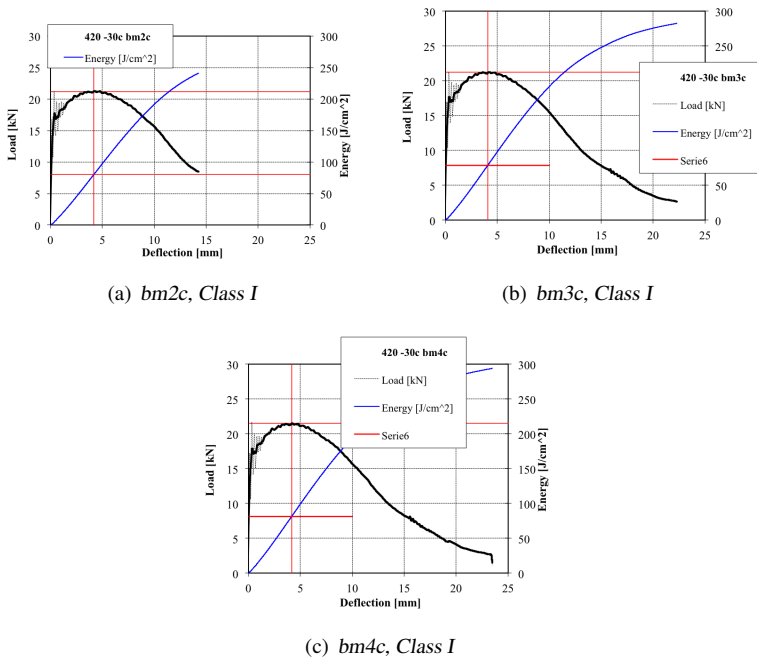 420 -30c bm2c
Energy [J/cm^2]
30
25
20
15
10
5
0
Load [kN]
300
250
200
150
100
50
0
Energy [J/cm^2]
0 5 10 15 20 25
Deflection [mm]
(a) bm2c, Class I
30
25
20
15
10
5
0
Load [kN]
300
250
50
0
420 -30c bm3c
Load [kN]
Energy [J/cm^2]
Serie6
0 5 10 15 20 25
Deflection [mm]
(b) bm3c, Class I
30
25
20
15
10
5
0
Load [kN]
420 -30c bm4c
Load [kN]
Energy [J/cm^2]
Serie6
300
250
200
150
100
50
0
Energy [J/cm^2]
0 5 10 15 20 25
Deflection [mm]
(c) bm4c, Class I